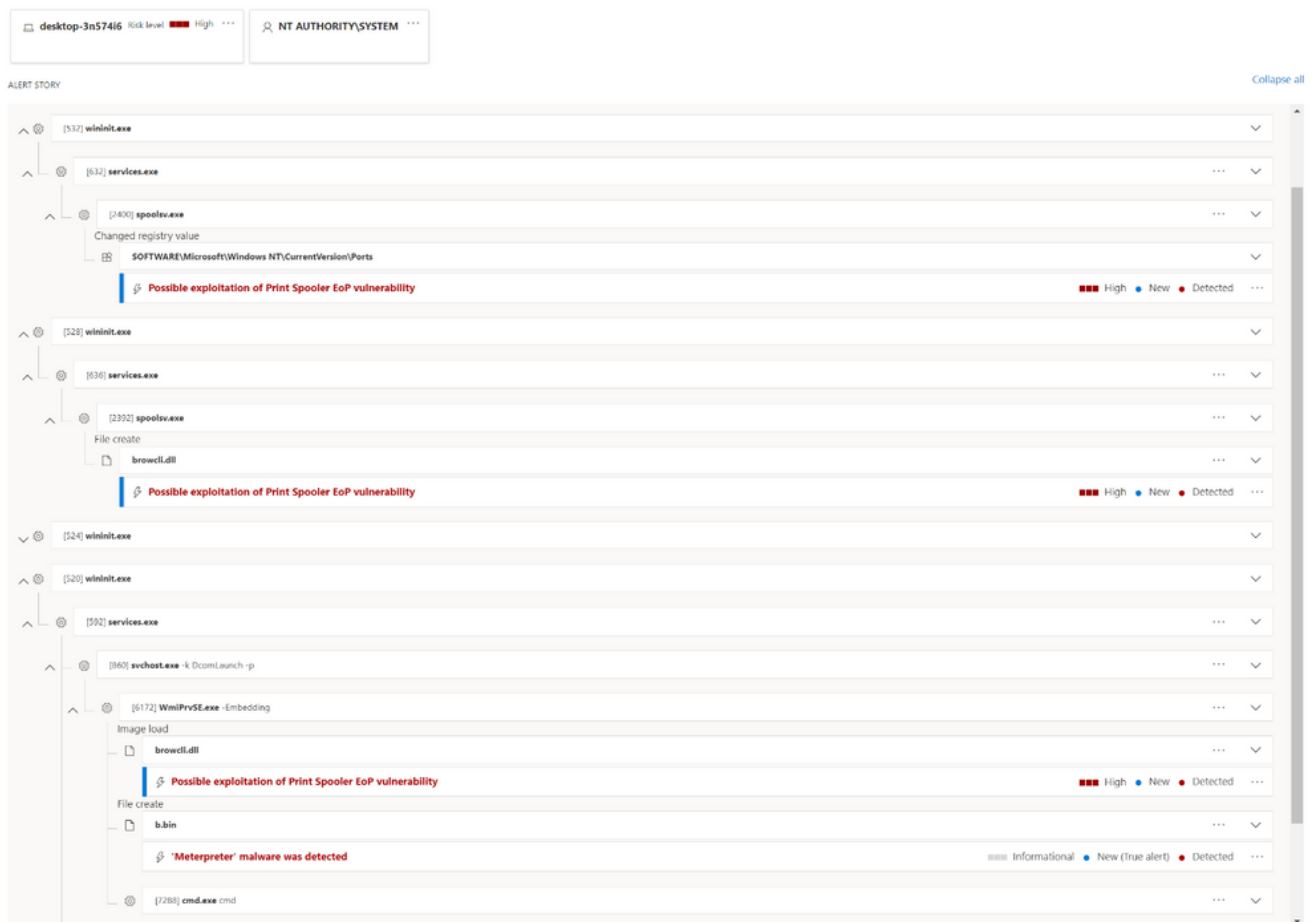 desktop-3n574i6 Risk level High ...
NT AUTHORITY\SYSTEM ...
ALERT STORY
Collapse all
[532] wininit.exe
[632] services.exe ...
[2400] spoolsv.exe ...
Changed registry value
SOFTWARE\Microsoft\Windows NT\CurrentVersion\Ports
Possible exploitation of Print Spooler EoP vulnerability High New Detected ...
[528] wininit.exe
[636] services.exe ...
[2392] spoolsv.exe ...
File create
browcli.dll ...
Possible exploitation of Print Spooler EoP vulnerability High New Detected ...
[524] wininit.exe
[520] wininit.exe
[592] services.exe ...
[860] svchost.exe -k DcomLaunch -p ...
[6172] WmiPrvSE.exe -Embedding ...
Image load
browcli.dll ...
Possible exploitation of Print Spooler EoP vulnerability High New Detected ...
File create
b.bin ...
'Meterpreter' malware was detected Informational New (True alert) Detected ...
[7288] cmd.exe cmd ...